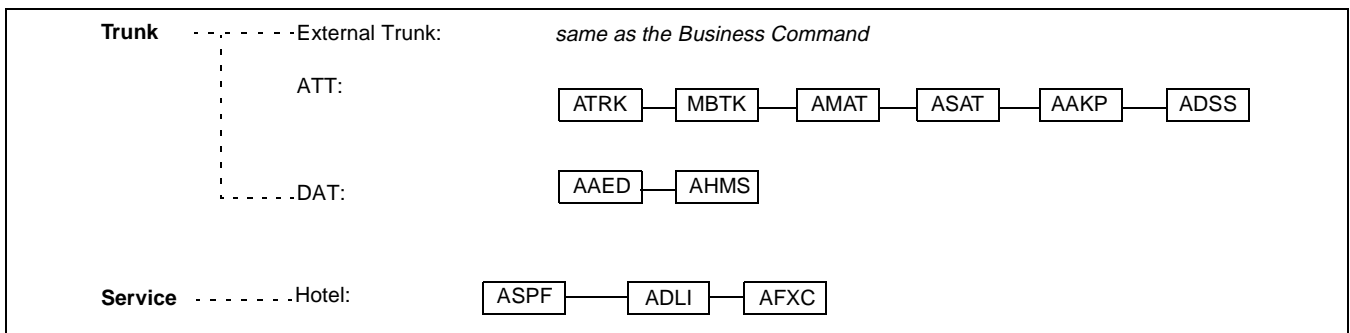 Trunk External Trunk: same as the Business Command
ATT: ATRK MBTK AMAT ASAT AAKP ADSS
DAT: AAED AHMS
Service Hotel: ASPF ADLI AFXC